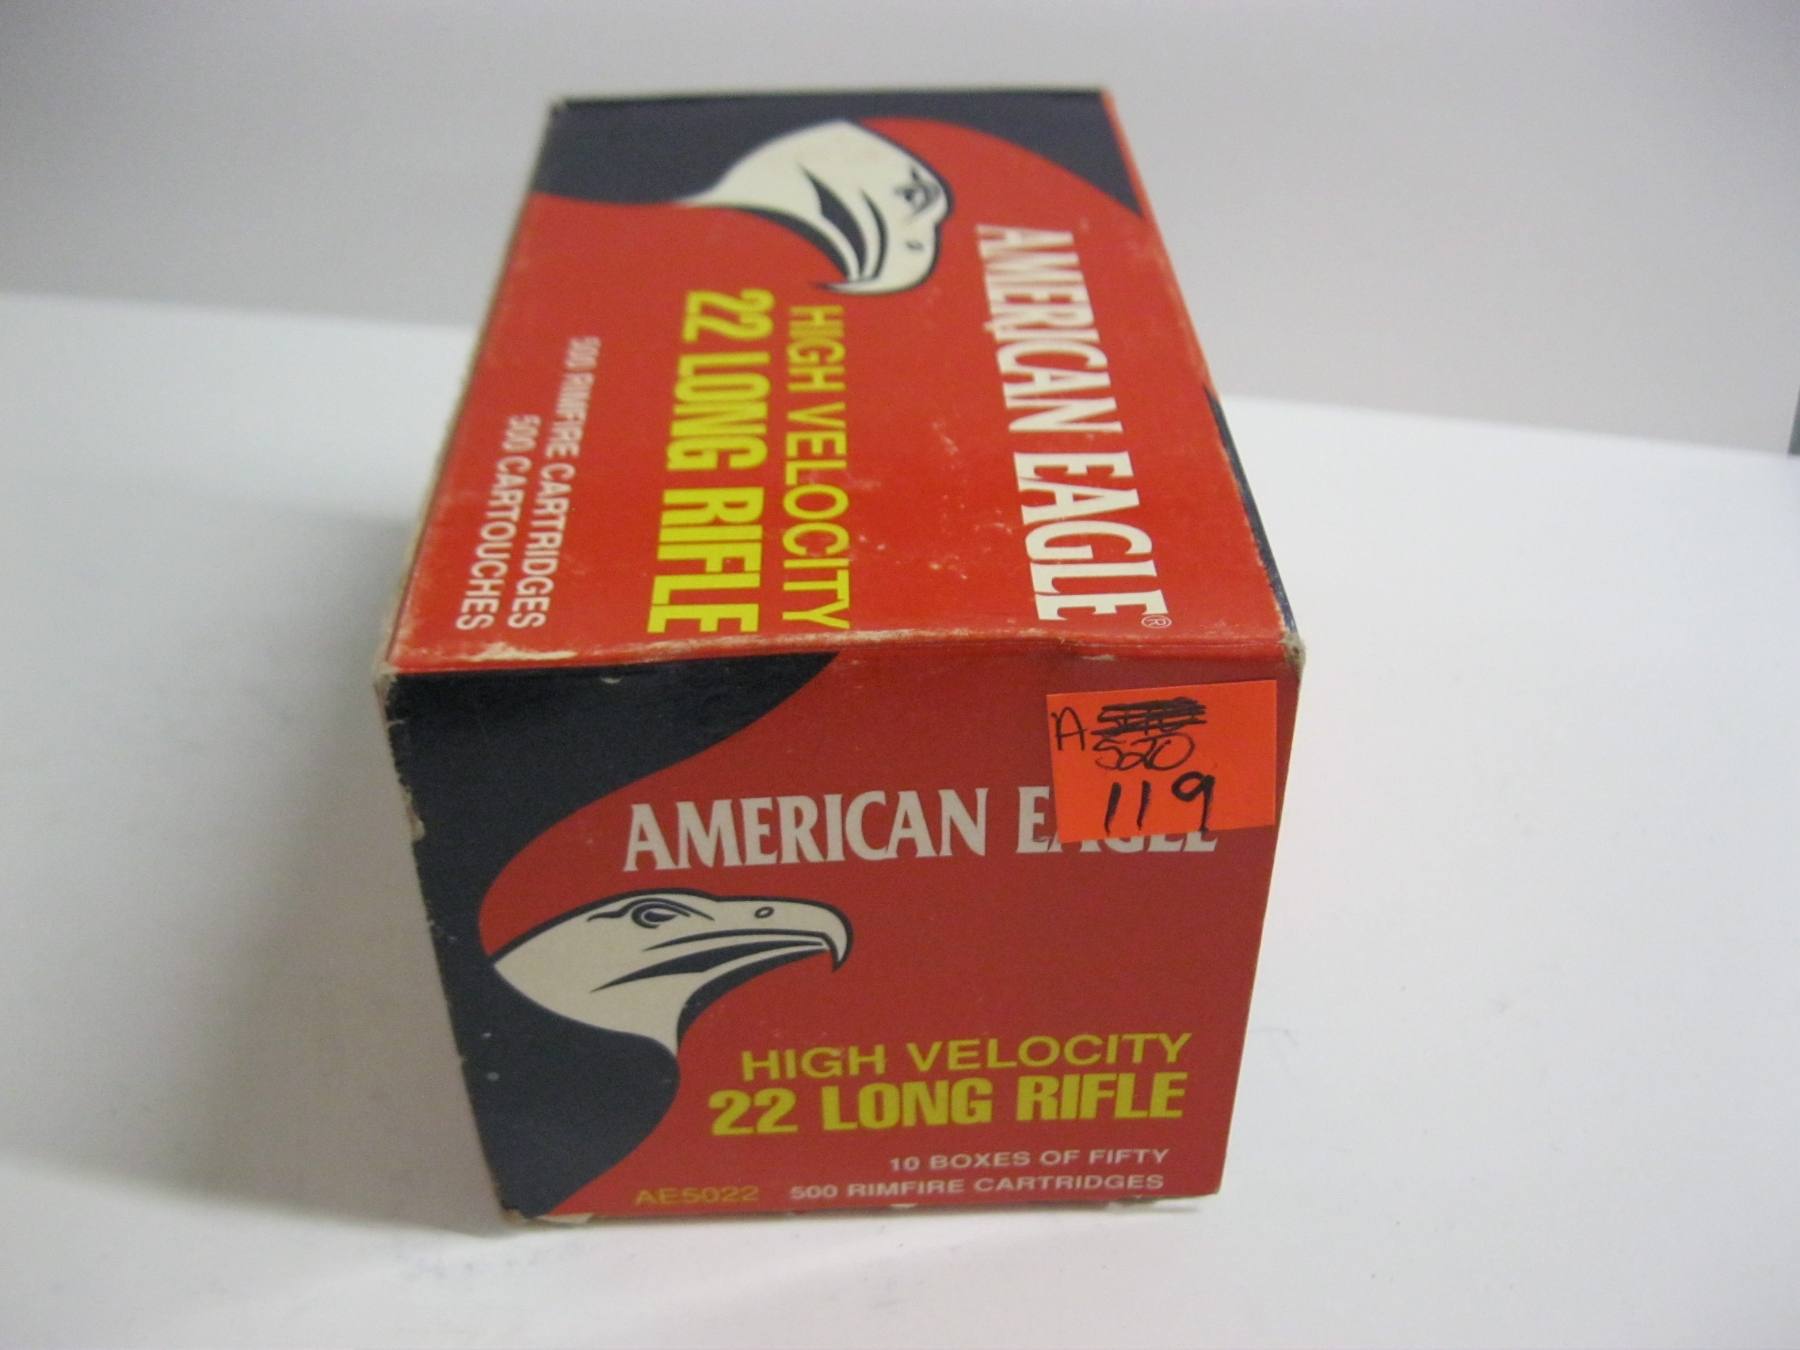 AMERICAN EAGLE®
HIGH VELOCITY
22 LONG RIFLE
500 RIMFIRE CARTRIDGES
500 CARTOUCHES
A
520
119
AMERICAN EAGLE
HIGH VELOCITY
22 LONG RIFLE
10 BOXES OF FIFTY
AE5022 500 RIMFIRE CARTRIDGES